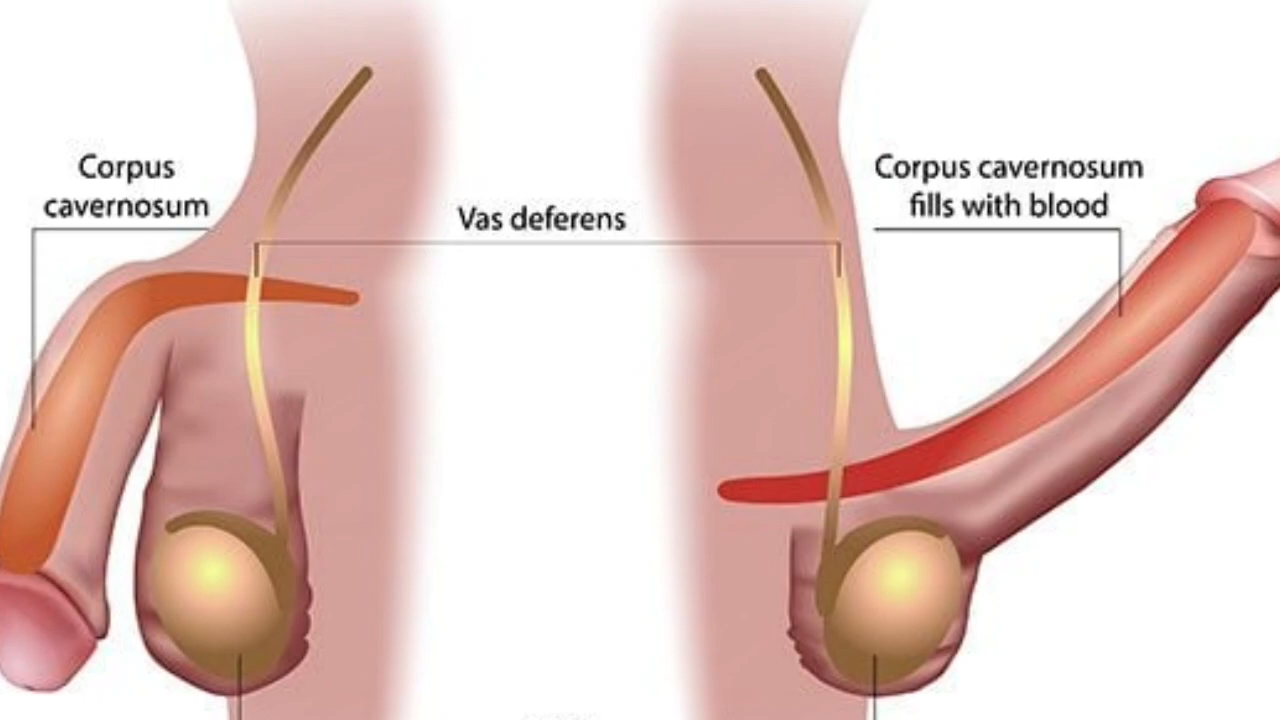 Corpus
cavernosum
Vas deferens
Corpus cavernosum
fills with blood